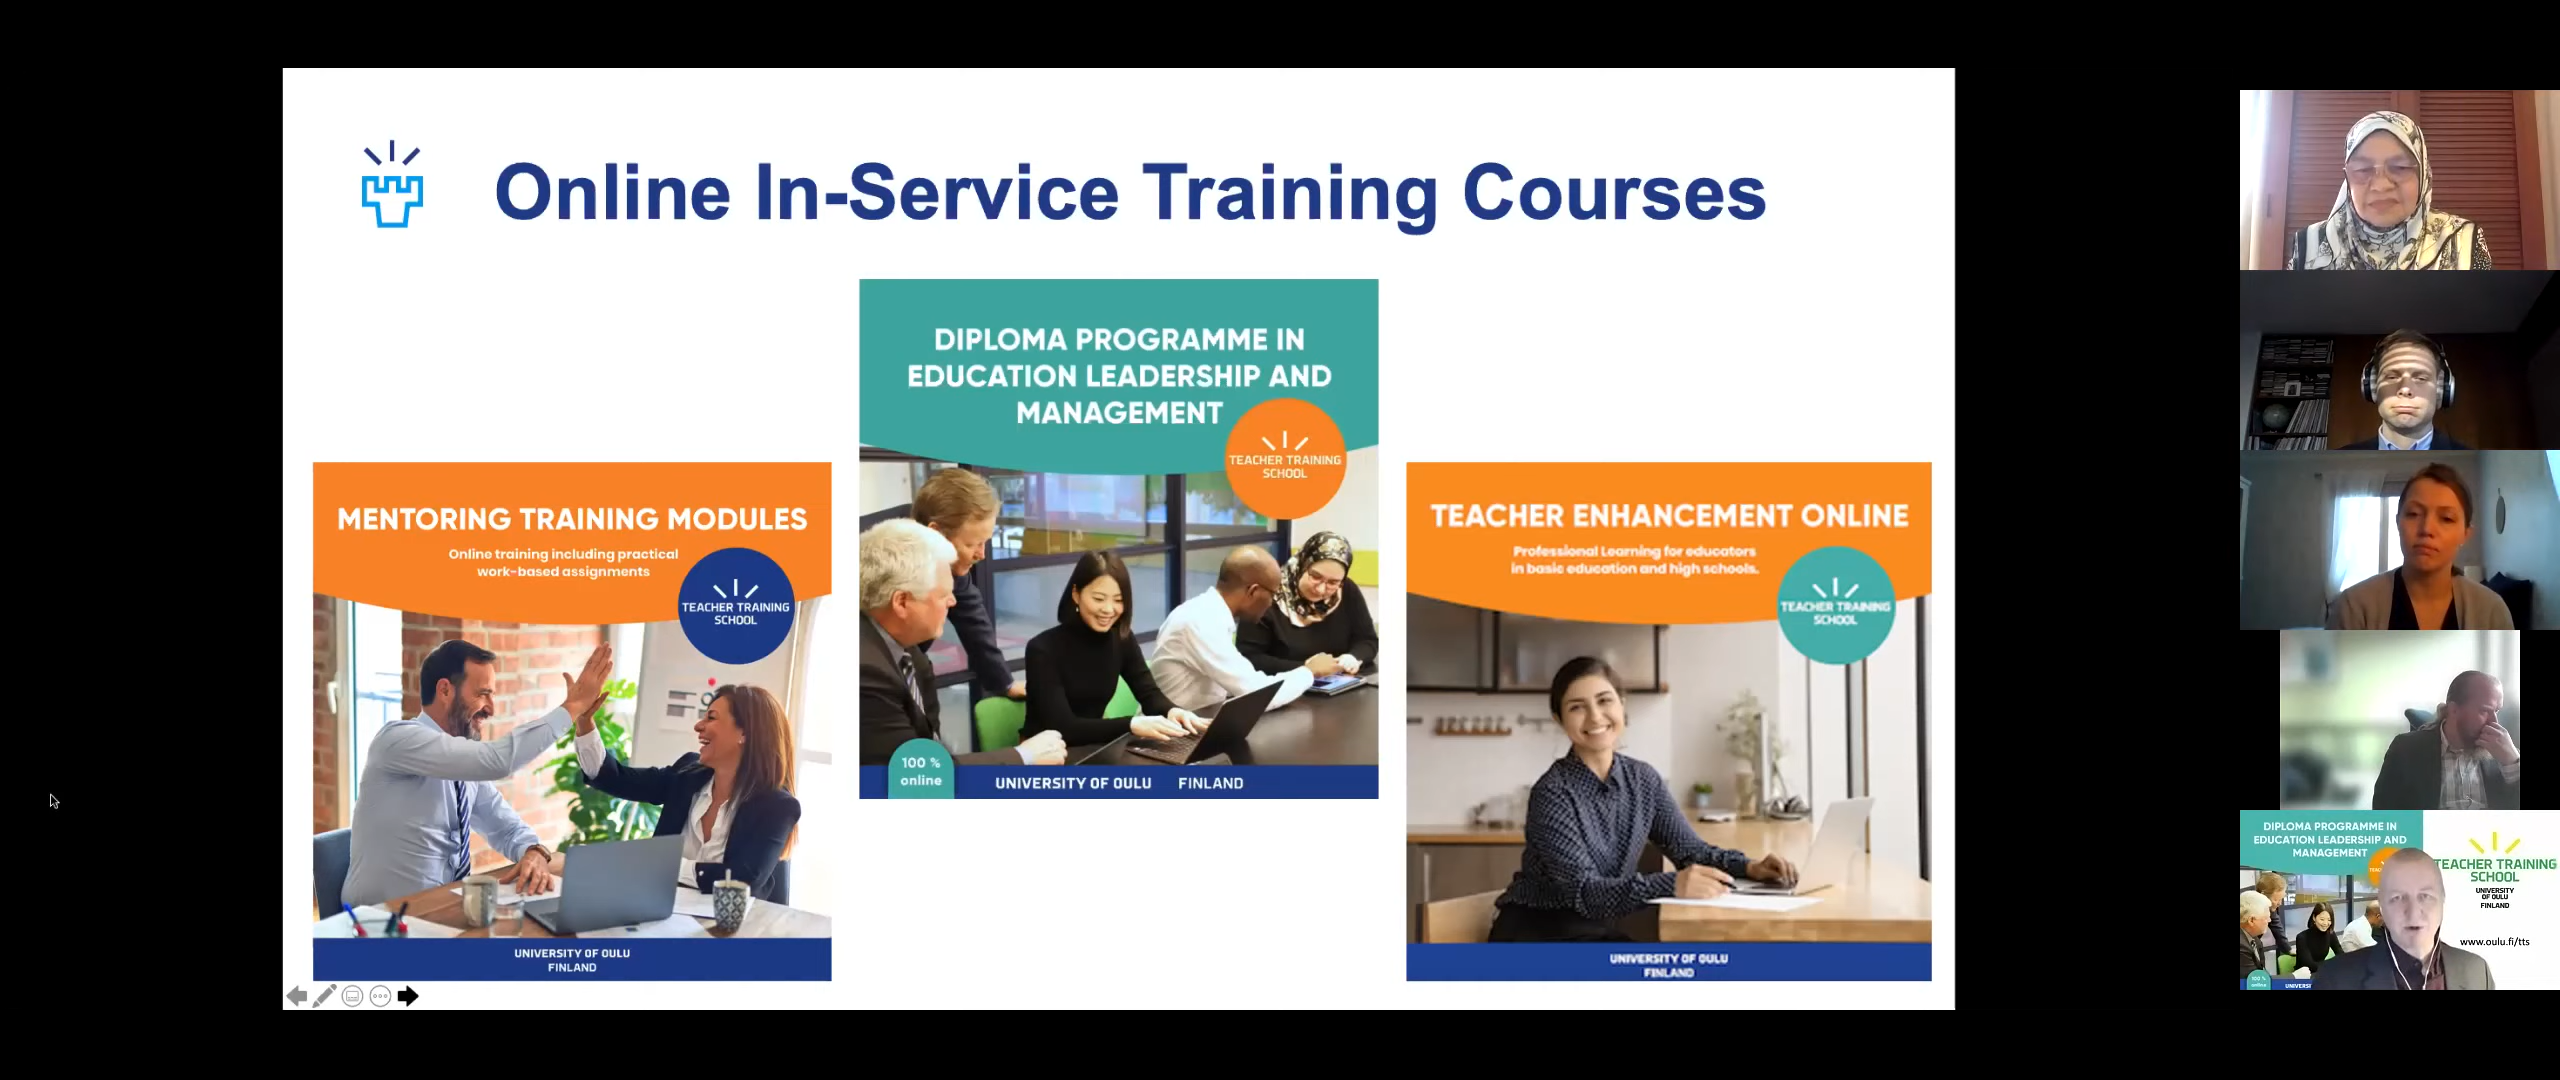 Online In-Service Training Courses
MENTORING TRAINING MODULES
Online training including practical
work-based assignments
TEACHER TRAINING
SCHOOL
UNIVERSITY OF OULU
FINLAND
DIPLOMA PROGRAMME IN
EDUCATION LEADERSHIP AND
MANAGEMENT
TEACHER TRAINING
SCHOOL
100 %
online
UNIVERSITY OF OULU FINLAND
TEACHER ENHANCEMENT ONLINE
Professional Learning for educators
in basic education and high schools.
TEACHER TRAINING
SCHOOL
UNIVERSITY OF OULU
FINLAND
DIPLOMA PROGRAMME IN
EDUCATION LEADERSHIP AND
MANAGEMENT
TEACHER TRAINING
SCHOOL
UNIVERSITY
OF OULU
FINLAND
www.oulu.fi/tts
100 %
online